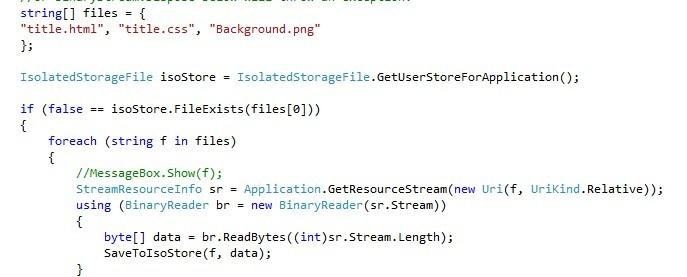 string[] files = {
"title.html", "title.css", "Background.png"
};
IsolatedStorageFile isoStore = IsolatedStorageFile.GetUserStoreForApplication();
if (false == isoStore.FileExists(files[0]))
{
foreach (string f in files)
{
//MessageBox.Show(f);
StreamResourceInfo sr = Application.GetResourceStream(new Uri(f, UriKind.Relative));
using (BinaryReader br = new BinaryReader(sr.Stream))
{
byte[] data = br.ReadBytes((int)sr.Stream.Length);
SaveToIsoStore(f, data);
}